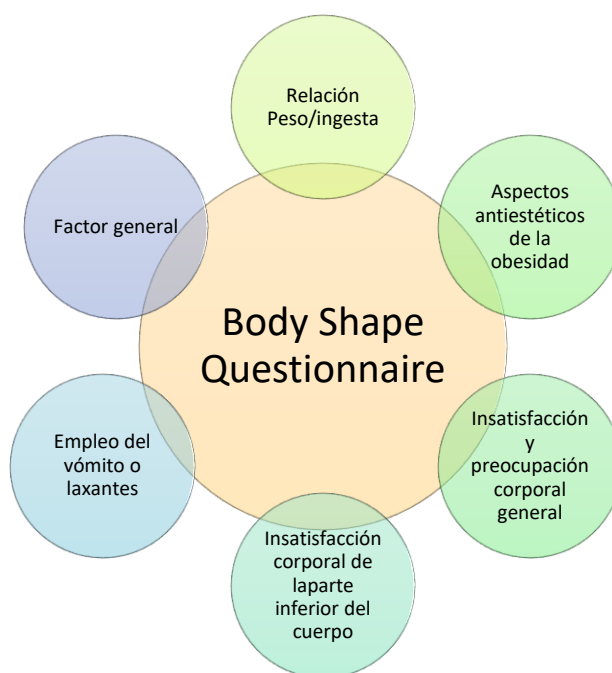 Relación
Peso/ingesta
Aspectos
antiestéticos
de la
obesidad
Insatisfacción
y
preocupación
corporal
general
Insatisfacción
corporal de
laparte
inferior del
cuerpo
Empleo del
vómito o
laxantes
Factor general
Body Shape
Questionnaire